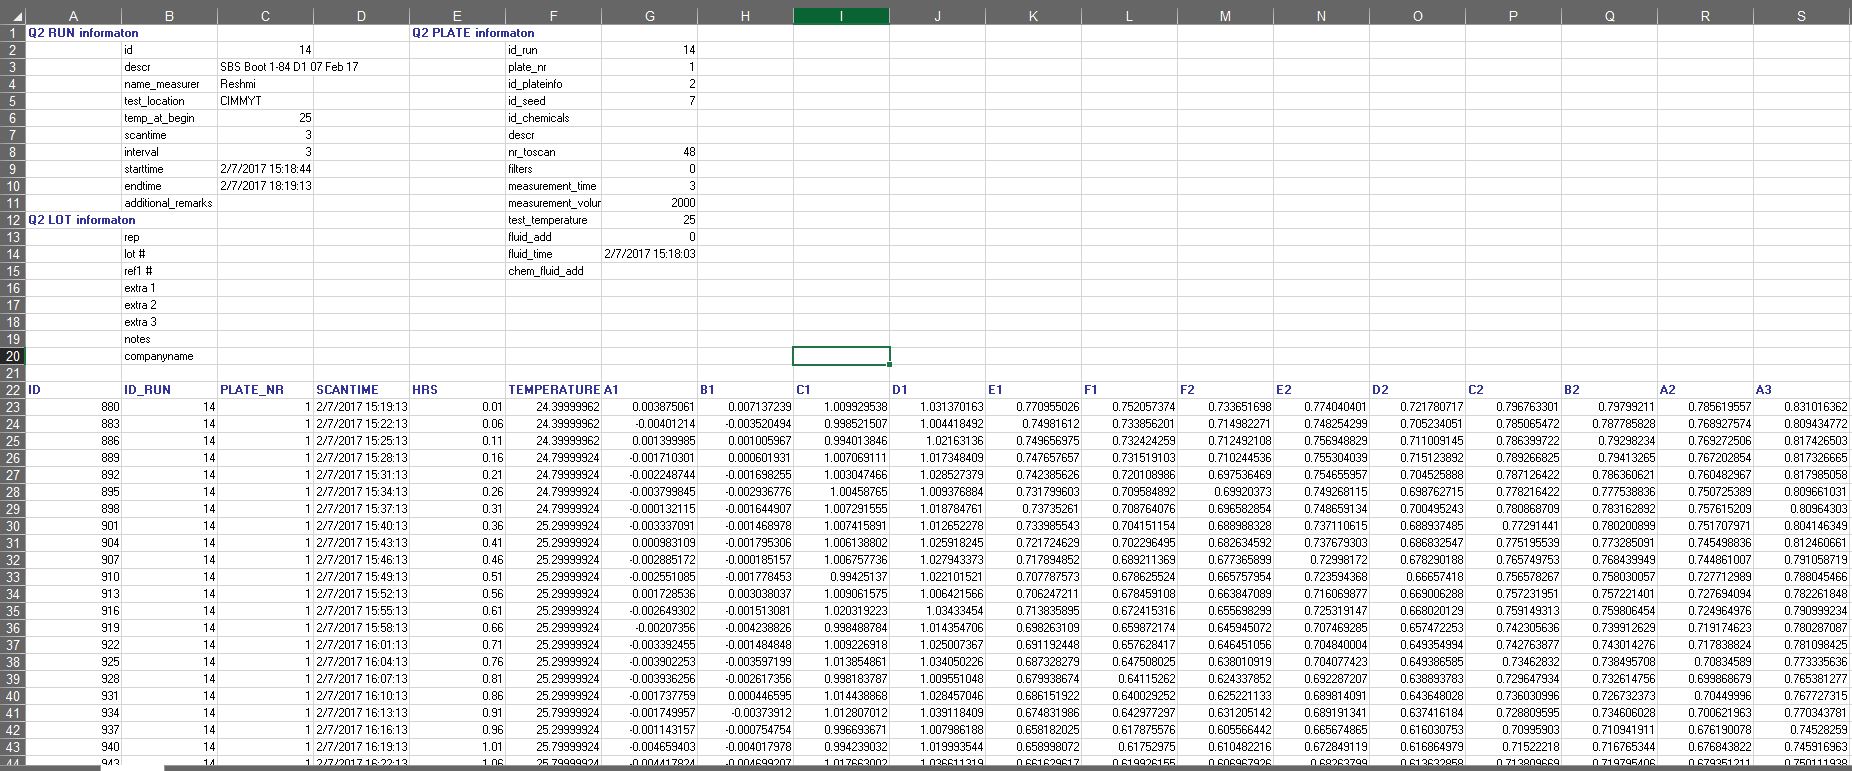 A B C D E F G H I J K L M N O P Q R S
1 Q2 RUN informaton Q2 PLATE informaton
2 id 14 id_run 14
3 descr SBS Boot 1-84 D1 07 Feb 17 plate_nr 1
4 name_measurer Reshmi id_plateinfo 2
5 test_location CIMMYT id_seed 7
6 temp_at_begin 25 id_chemicals
7 scantime 3 descr
8 interval 3 nr_toscan 48
9 starttime 2/7/2017 15:18:44 filters 0
10 endtime 2/7/2017 18:19:13 measurement_time 3
11 additional_remarks measurement_volur 2000
12 Q2 LOT informaton test_temperature 25
13 rep fluid_add 0
14 lot # fluid_time 2/7/2017 15:18:03
15 ref1 # chem_fluid_add
16 extra 1
17 extra 2
18 extra 3
19 notes
20 companyname
21
22 ID ID_RUN PLATE_NR SCANTIME HRS TEMPERATURE A1 B1 C1 D1 E1 F1 F2 E2 D2 C2 B2 A2 A3
23 880 14 1 2/7/2017 15:19:13 0.01 24.39999962 0.003875061 0.007137239 1.009929538 1.031370163 0.770955026 0.752057374 0.733651698 0.774040401 0.721780717 0.796763301 0.79799211 0.785619557 0.831016362
24 883 14 1 2/7/2017 15:22:13 0.06 24.39999962 -0.00401214 -0.003520494 0.998521507 1.004418492 0.74981612 0.733856201 0.714982271 0.748254299 0.705234051 0.785065472 0.787785828 0.768927574 0.809434772
25 886 14 1 2/7/2017 15:25:13 0.11 24.39999962 0.001399985 0.001005967 0.994013846 1.02163136 0.749656975 0.732424259 0.712492108 0.756948829 0.711009145 0.786399722 0.79298234 0.769272506 0.817426503
26 889 14 1 2/7/2017 15:28:13 0.16 24.79999924 -0.001710301 0.000601931 1.007069111 1.017348409 0.747657657 0.731519103 0.710244536 0.755304039 0.715123892 0.789266825 0.79413265 0.767202854 0.817326665
27 892 14 1 2/7/2017 15:31:13 0.21 24.79999924 -0.002248744 -0.001698255 1.003047466 1.028527379 0.742385626 0.720108986 0.697536469 0.754655957 0.704525888 0.787126422 0.786360621 0.760482967 0.817985058
28 895 14 1 2/7/2017 15:34:13 0.26 24.79999924 -0.003799845 -0.002936776 1.00458765 1.009376884 0.731799603 0.709584892 0.69920373 0.749268115 0.698762715 0.778216422 0.777538836 0.750725389 0.809661031
29 898 14 1 2/7/2017 15:37:13 0.31 24.79999924 -0.000132115 -0.001644907 1.007291555 1.018784761 0.73735261 0.708764076 0.696582854 0.748659134 0.700495243 0.780868709 0.783162892 0.757615209 0.80964303
30 901 14 1 2/7/2017 15:40:13 0.36 25.29999924 -0.003337091 -0.001468978 1.007415891 1.012652278 0.733985543 0.704151154 0.688988328 0.737110615 0.688937485 0.77291441 0.780200899 0.751707971 0.804146349
31 904 14 1 2/7/2017 15:43:13 0.41 25.29999924 0.000983109 -0.001795306 1.006138802 1.025918245 0.721724629 0.702296495 0.682634592 0.737679303 0.686832547 0.775195539 0.773285091 0.745498836 0.812460661
32 907 14 1 2/7/2017 15:46:13 0.46 25.29999924 -0.002885172 -0.000185157 1.006757736 1.027943373 0.717894852 0.689211369 0.677365899 0.72998172 0.678290188 0.765749753 0.768439949 0.744861007 0.791058719
33 910 14 1 2/7/2017 15:49:13 0.51 25.29999924 -0.002551085 -0.001778453 0.99425137 1.022101521 0.707787573 0.678625524 0.665757954 0.723594368 0.66657418 0.756578267 0.758030057 0.727712989 0.788045466
34 913 14 1 2/7/2017 15:52:13 0.56 25.29999924 0.001728536 0.003038037 1.009061575 1.006421566 0.706247211 0.678459108 0.663847089 0.716069877 0.669006288 0.757231951 0.757221401 0.727694094 0.782261848
35 916 14 1 2/7/2017 15:55:13 0.61 25.29999924 -0.002649302 -0.001513081 1.020319223 1.03433454 0.713835895 0.672415316 0.655698299 0.725319147 0.668020129 0.759149313 0.759806454 0.724964976 0.790999234
36 919 14 1 2/7/2017 15:58:13 0.66 25.29999924 -0.00207356 -0.004238826 0.998488784 1.014354706 0.698263109 0.659872174 0.645945072 0.707469285 0.657472253 0.742305636 0.739912629 0.719174623 0.780287087
37 922 14 1 2/7/2017 16:01:13 0.71 25.29999924 -0.003392455 -0.001484848 1.009226918 1.025007367 0.691192448 0.657628417 0.646451056 0.704840004 0.649354994 0.742763877 0.743014276 0.717838824 0.781098425
38 925 14 1 2/7/2017 16:04:13 0.76 25.29999924 -0.003902253 -0.003597199 1.013854861 1.034050226 0.687328279 0.647508025 0.638010919 0.704077423 0.649386585 0.73462832 0.738495708 0.70834589 0.773335636
39 928 14 1 2/7/2017 16:07:13 0.81 25.29999924 -0.003936256 -0.002617356 0.998183787 1.009551048 0.679938674 0.64115262 0.624337852 0.692287207 0.638893783 0.729647934 0.732614756 0.699868679 0.765381277
40 931 14 1 2/7/2017 16:10:13 0.86 25.29999924 -0.001737759 0.000446595 1.014438868 1.028457046 0.686151922 0.640029252 0.625221133 0.689814091 0.643648028 0.736030996 0.726732373 0.70449996 0.767727315
41 934 14 1 2/7/2017 16:13:13 0.91 25.79999924 -0.001749957 -0.00373912 1.012807012 1.039118409 0.674831986 0.642977297 0.631205142 0.689191341 0.637416184 0.728809595 0.734606028 0.700621963 0.770343781
42 937 14 1 2/7/2017 16:16:13 0.96 25.29999924 -0.001143157 -0.000754754 0.996693671 1.007986188 0.658182025 0.617875576 0.605566442 0.665674865 0.616030753 0.70995903 0.710941911 0.676190078 0.74528259
43 940 14 1 2/7/2017 16:19:13 1.01 25.79999924 -0.004659403 -0.004017978 0.994239032 1.019993544 0.658998072 0.61752975 0.610482216 0.672849119 0.616864979 0.71522218 0.716765344 0.676843822 0.745916963
44 943 14 1 2/7/2017 16:22:13 1.06 25.79999924